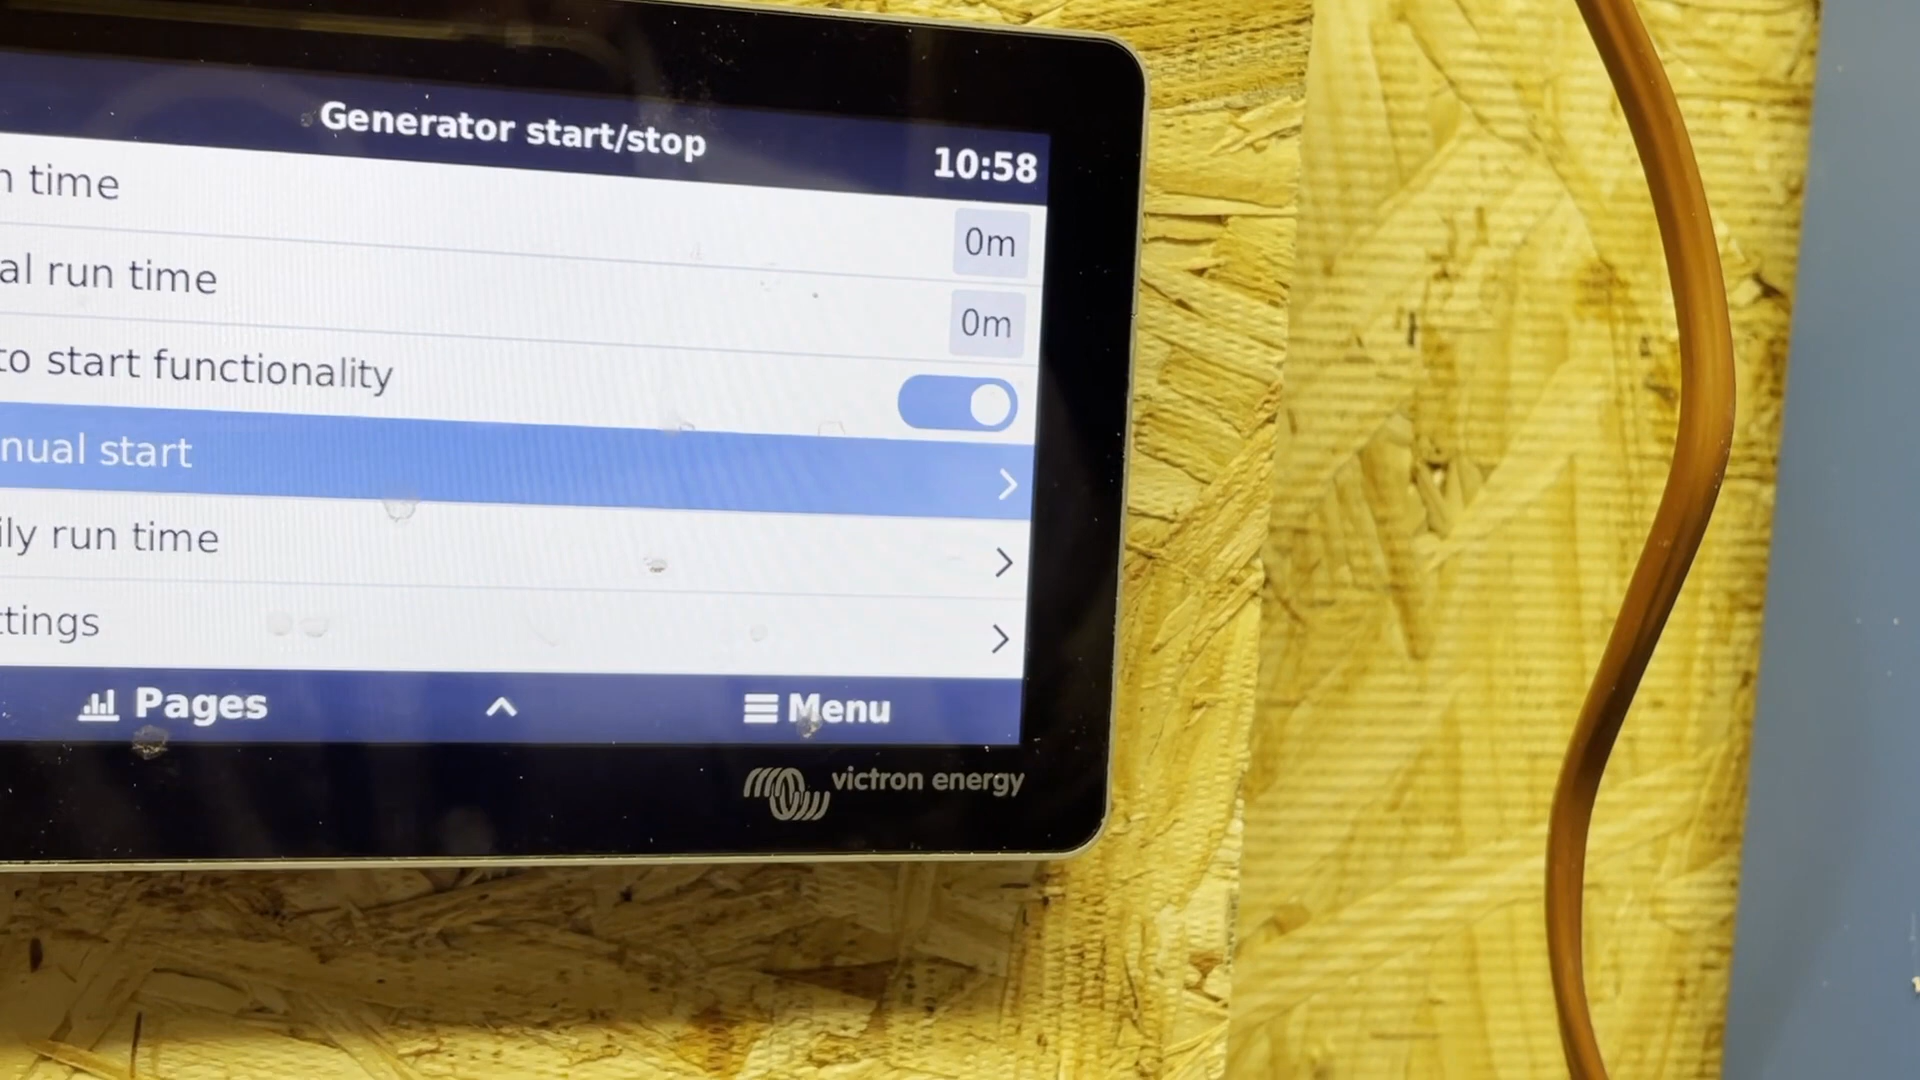 Generator start/stop
10:58
n time
0m
al run time
0m
to start functionality
nual start
ily run time
ttings
Pages
Menu
victron energy